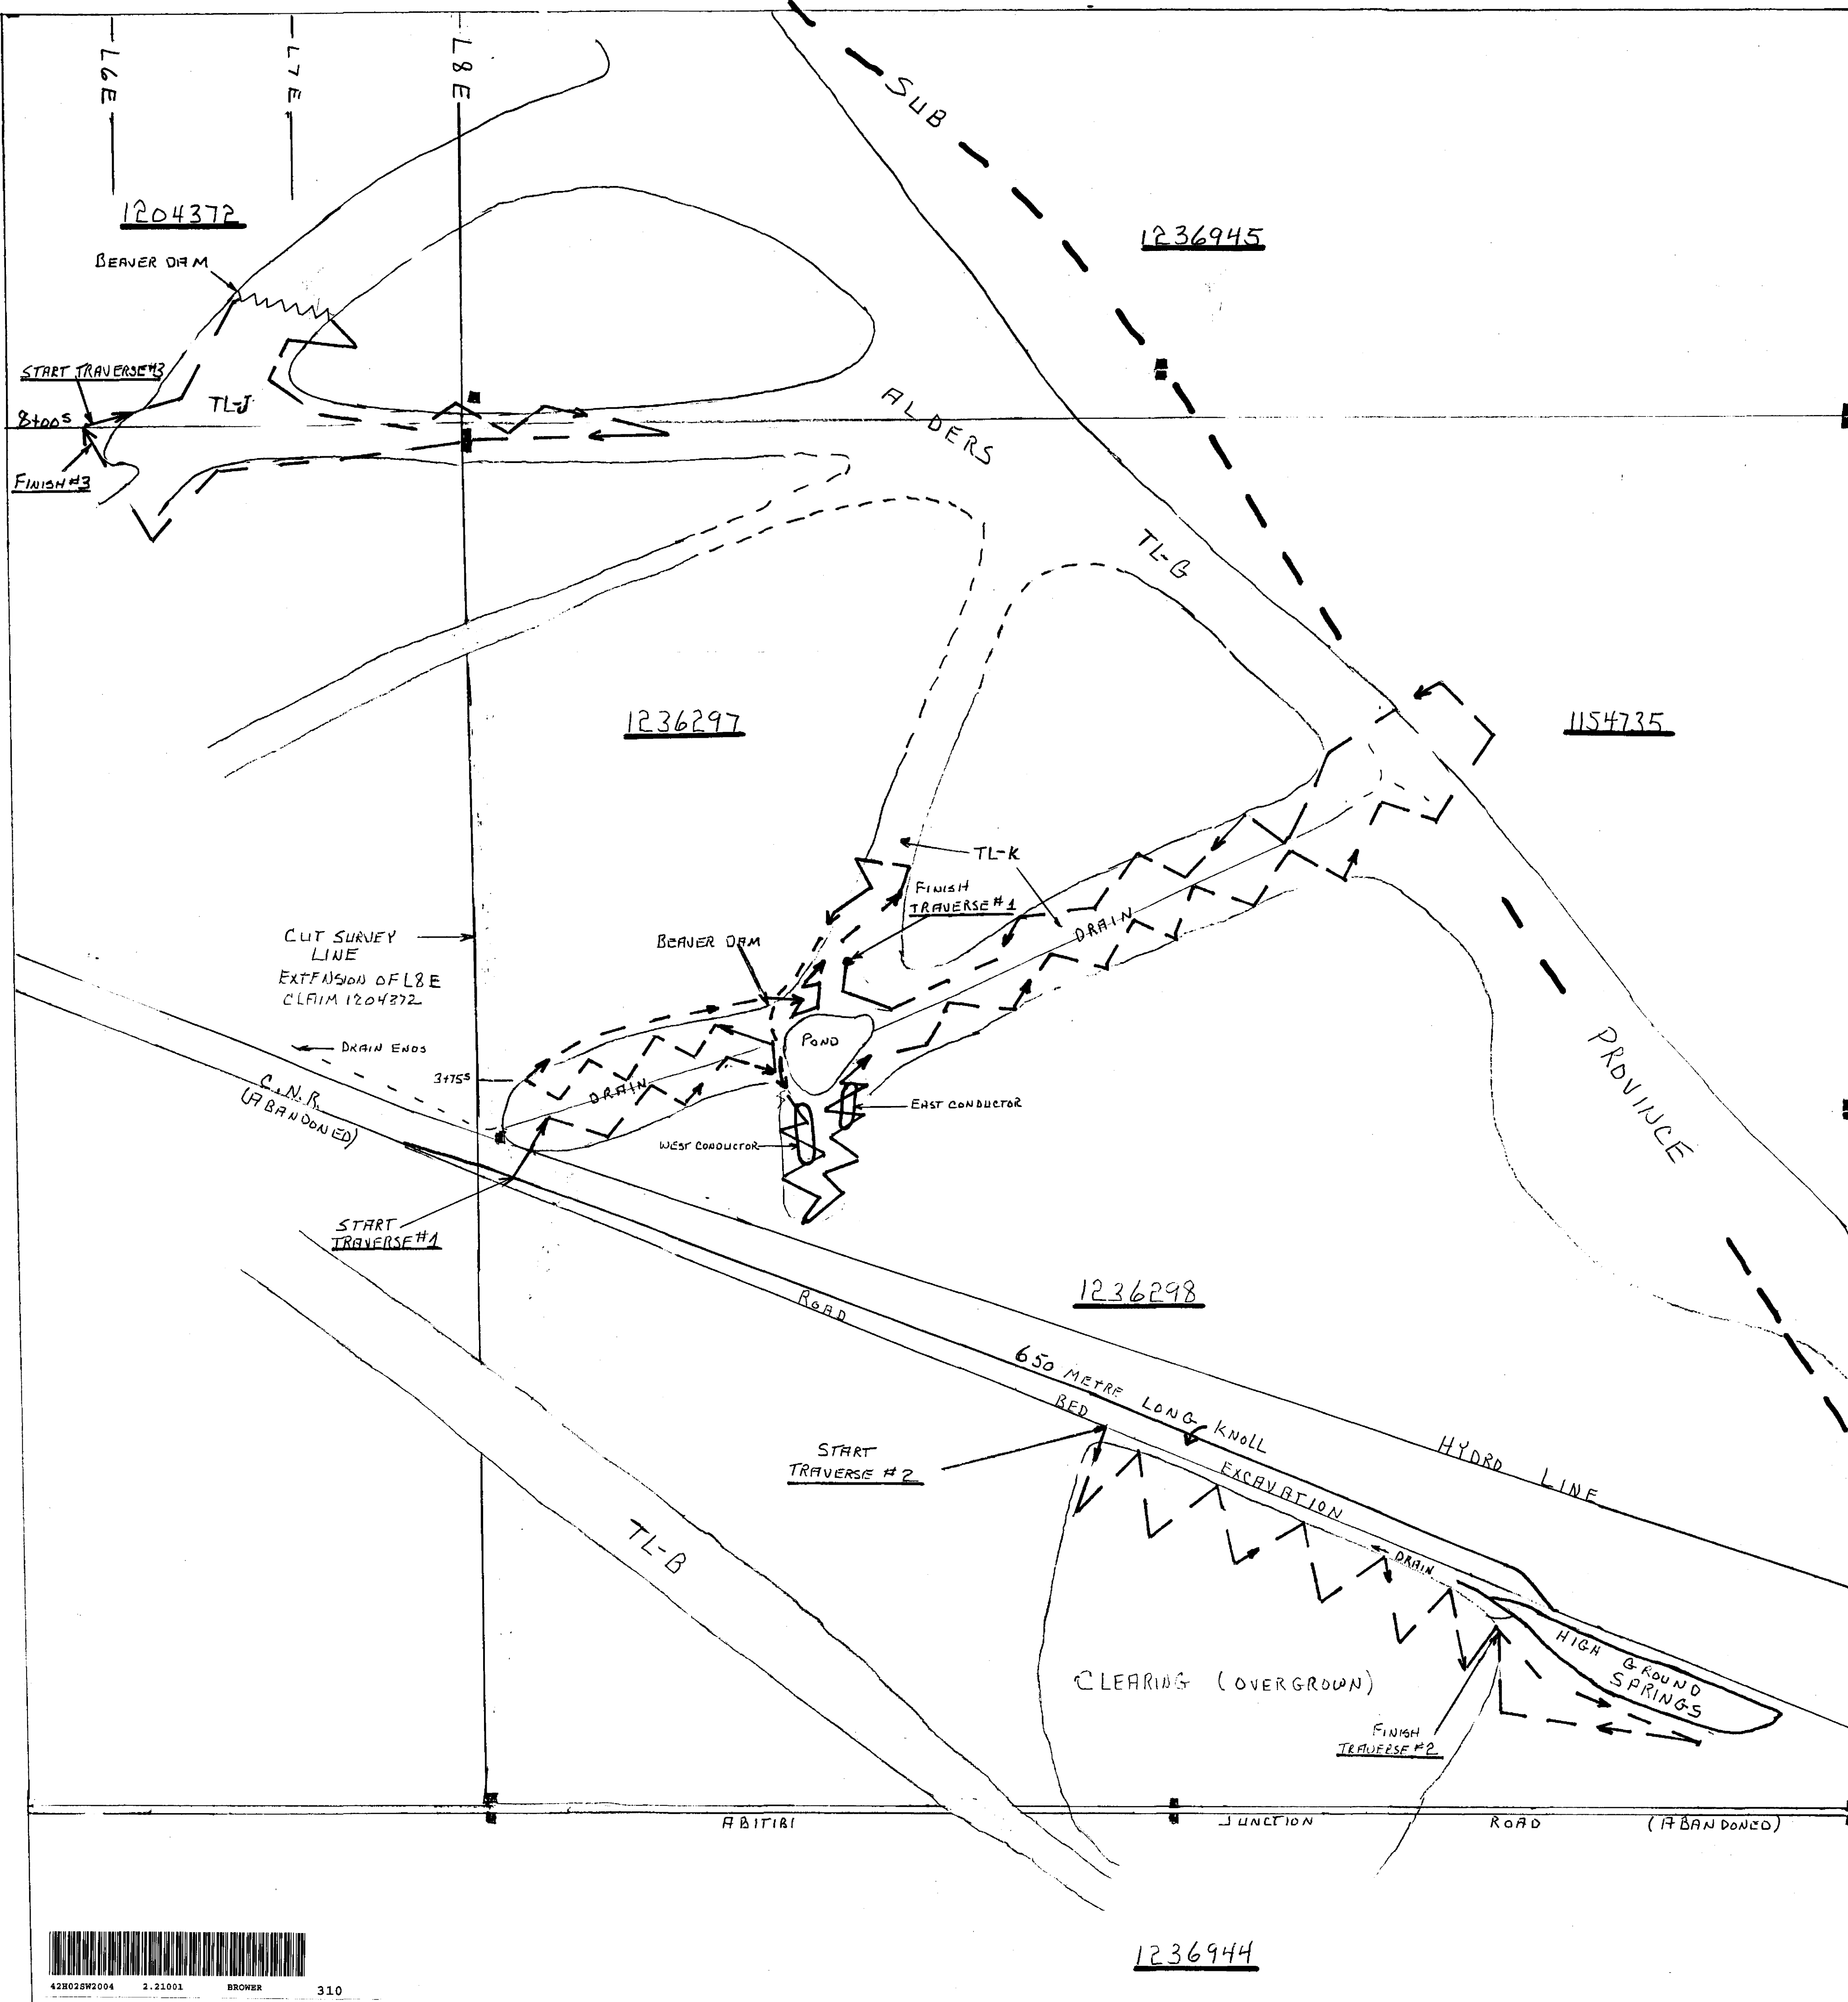 L6E
L7E
L8E
SUB
1204372
1236945
BEAVER DAM
START TRAVERSE #3
TL-J
8+00S
ALDERS
FINISH #3
TL-G
1236297
1154735
TL-K
FINISH
TRAVERSE #1
DRAIN
CUT SURVEY
LINE
EXTENSION OF L8E
CLAIM 1204372
BEAVER DAM
DRAIN ENDS
POND
3+75S
DRAIN
C.N.R.
(ABANDONED)
EAST CONDUCTOR
WEST CONDUCTOR
PROVINCE
START
TRAVERSE #1
1236298
ROAD
BED
650 METRE LONG KNOLL
EXCAVATION
HYDRO LINE
START
TRAVERSE #2
TL-B
DRAIN
HIGH GROUND
SPRINGS
CLEARING (OVERGROWN)
FINISH
TRAVERSE #2
ABITIBI JUNCTION ROAD (ABANDONED)
1236944
42H02SW2004 2.21001 BROWER 310